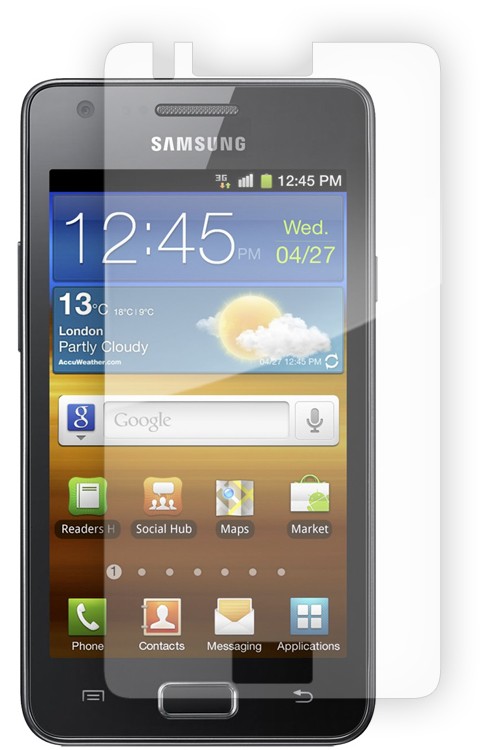 SAMSUNG
3G 12:45 PM
12:45 PM
Wed.
04/27
13°C 18°C | 9°C
London
Partly Cloudy
AccuWeather.com 04/27 12:45 PM
g Google
Readers H Social Hub Maps Market
1
Phone Contacts Messaging Applications